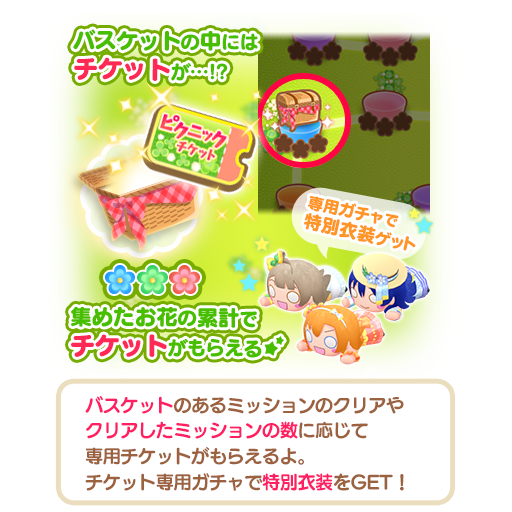 バスケットの中には
チケットが…!?
ピクニック
チケット
専用ガチャで
特別衣装ゲット
集めたお花の累計で
チケットがもらえる
バスケットのあるミッションのクリアや
クリアしたミッションの数に応じて
専用チケットがもらえるよ。
チケット専用ガチャで特別衣装をGET！